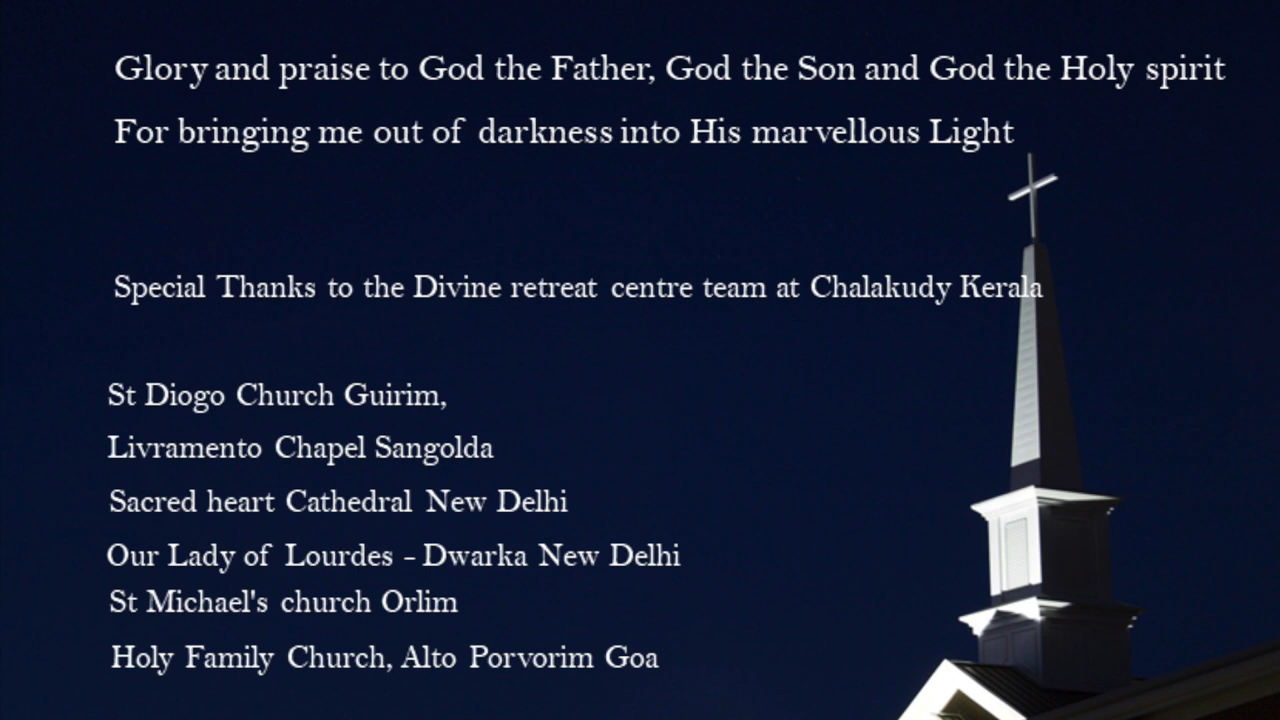 Glory and praise to God the Father, God the Son and God the Holy spirit
For bringing me out of darkness into His marvellous Light
Special Thanks to the Divine retreat centre team at Chalakudy Kerala
St Diogo Church Guirim,
Livramento Chapel Sangolda
Sacred heart Cathedral New Delhi
Our Lady of Lourdes - Dwarka New Delhi
St Michael's church Orlim
Holy Family Church, Alto Porvorim Goa